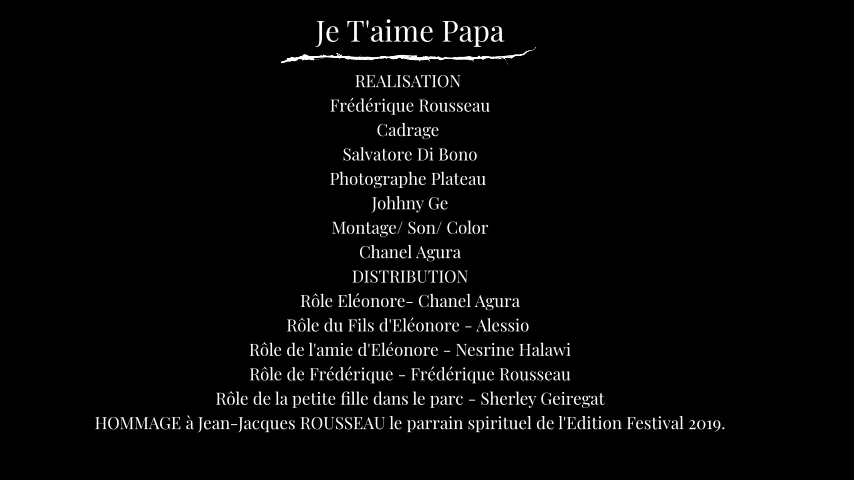 Je T'aime Papa
REALISATION
Frédérique Rousseau
Cadrage
Salvatore Di Bono
Photographe Plateau
Johhny Ge
Montage/ Son/ Color
Chanel Agura
DISTRIBUTION
Rôle Eléonore- Chanel Agura
Rôle du Fils d'Eléonore - Alessio
Rôle de l'amie d'Eléonore - Nesrine Halawi
Rôle de Frédérique - Frédérique Rousseau
Rôle de la petite fille dans le parc - Sherley Geiregat
HOMMAGE à Jean-Jacques ROUSSEAU le parrain spirituel de l'Edition Festival 2019.